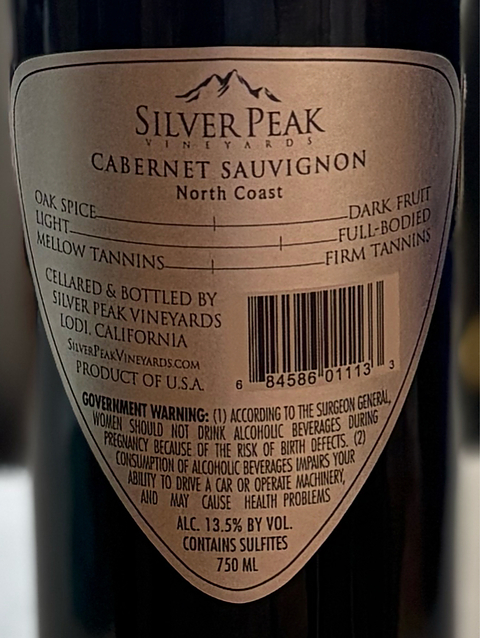 SILVER PEAK
VINEYARDS
CABERNET SAUVIGNON
North Coast
OAK SPICE DARK FRUIT
LIGHT FULL-BODIED
MELLOW TANNINS FIRM TANNINS
CELLARED & BOTTLED BY
SILVER PEAK VINEYARDS
LODI, CALIFORNIA
SILVERPEAKVINEYARDS.COM
PRODUCT OF U.S.A.
6 84586 01113 3
GOVERNMENT WARNING: (1) ACCORDING TO THE SURGEON GENERAL,
WOMEN SHOULD NOT DRINK ALCOHOLIC BEVERAGES DURING
PREGNANCY BECAUSE OF THE RISK OF BIRTH DEFECTS. (2)
CONSUMPTION OF ALCOHOLIC BEVERAGES IMPAIRS YOUR
ABILITY TO DRIVE A CAR OR OPERATE MACHINERY,
AND MAY CAUSE HEALTH PROBLEMS
ALC. 13.5% BY VOL.
CONTAINS SULFITES
750 ML